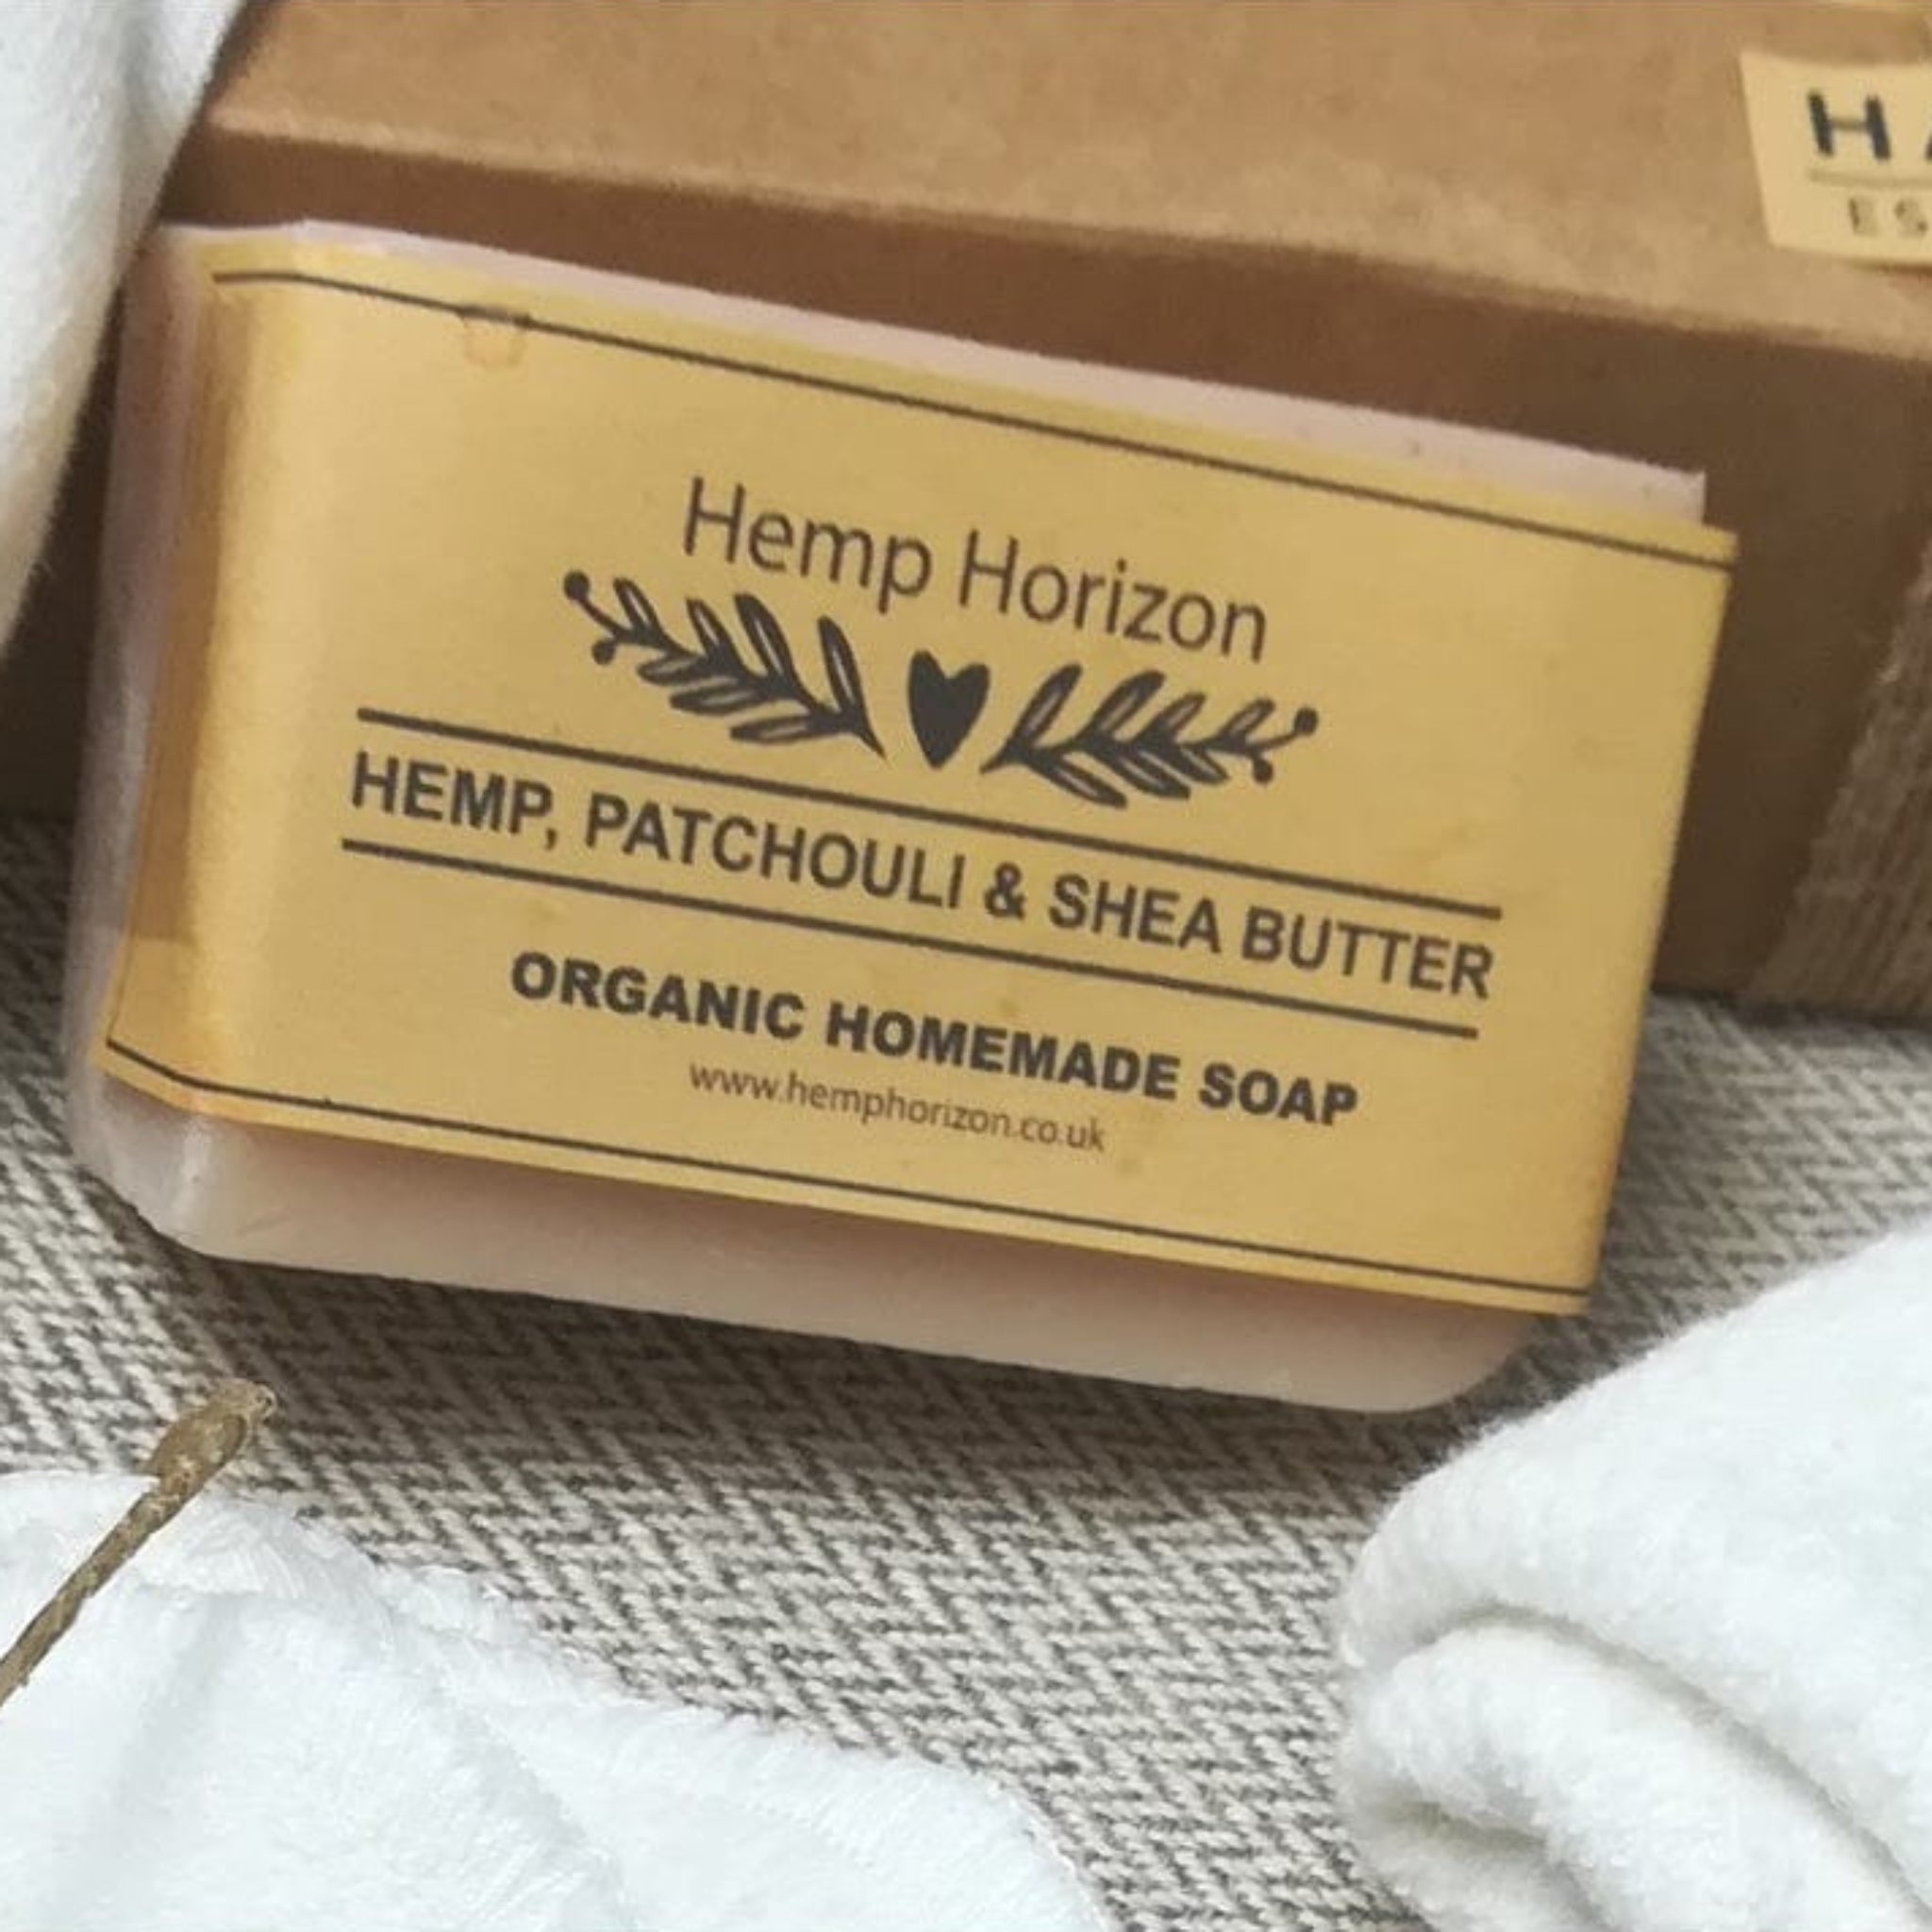 Hemp Horizon
HEMP, PATCHOULI & SHEA BUTTER
ORGANIC HOMEMADE SOAP
www.hemphorizon.co.uk